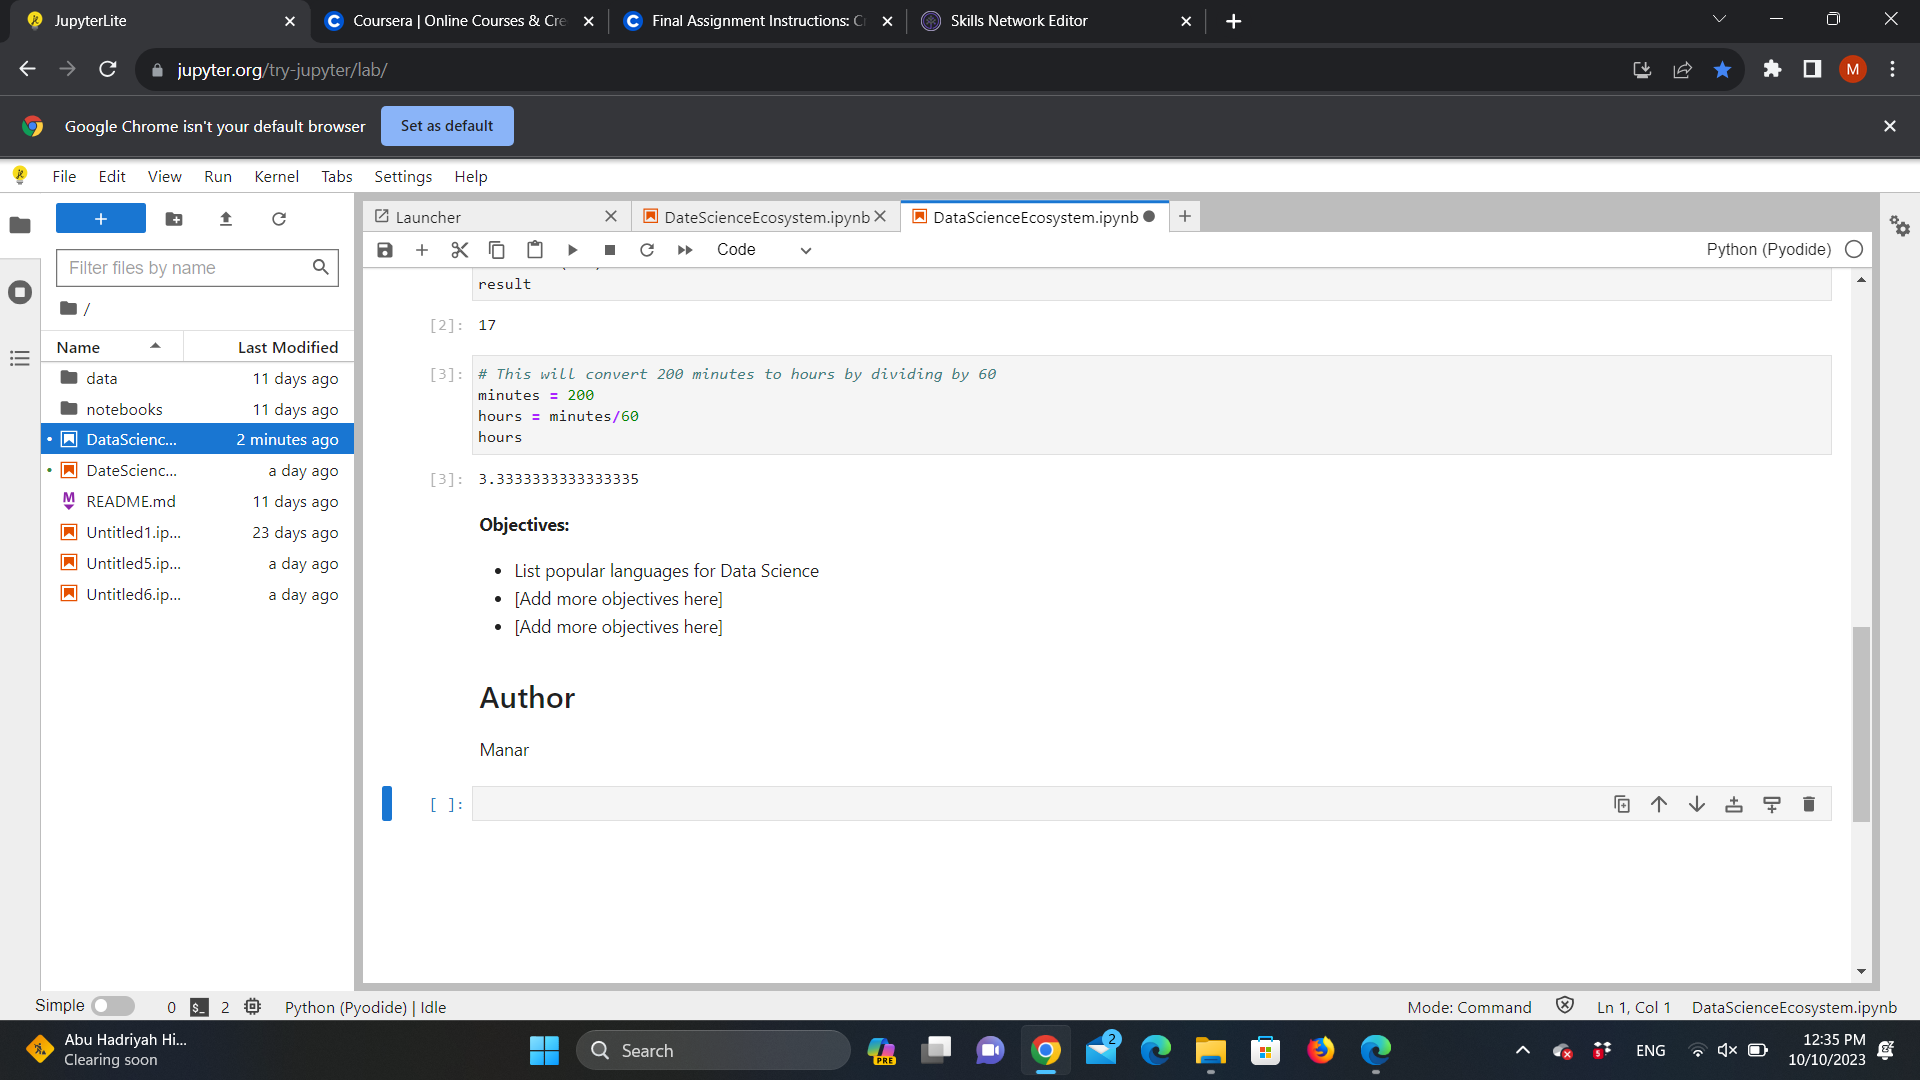 JupyterLite
Coursera | Online Courses & Cre
Final Assignment Instructions: C
Skills Network Editor
jupyter.org/try-jupyter/lab/
M
Google Chrome isn't your default browser
Set as default
File Edit View Run Kernel Tabs Settings Help
Launcher
DateScienceEcosystem.ipynb
DataScienceEcosystem.ipynb
Code
Python (Pyodide)
Filter files by name
/
Name Last Modified
data 11 days ago
notebooks 11 days ago
DataScienc... 2 minutes ago
DateScienc... a day ago
README.md 11 days ago
Untitled1.ip... 23 days ago
Untitled5.ip... a day ago
Untitled6.ip... a day ago
result
[2]: 17
[3]: # This will convert 200 minutes to hours by dividing by 60
minutes = 200
hours = minutes/60
hours
[3]: 3.3333333333333335
Objectives:
• List popular languages for Data Science
• [Add more objectives here]
• [Add more objectives here]
Author
Manar
[ ]:
Simple 0 $_ 2 Python (Pyodide) | Idle
Mode: Command Ln 1, Col 1 DataScienceEcosystem.ipynb
Abu Hadriyah Hi...
Clearing soon
Search
PRE
2
ENG
12:35 PM
10/10/2023